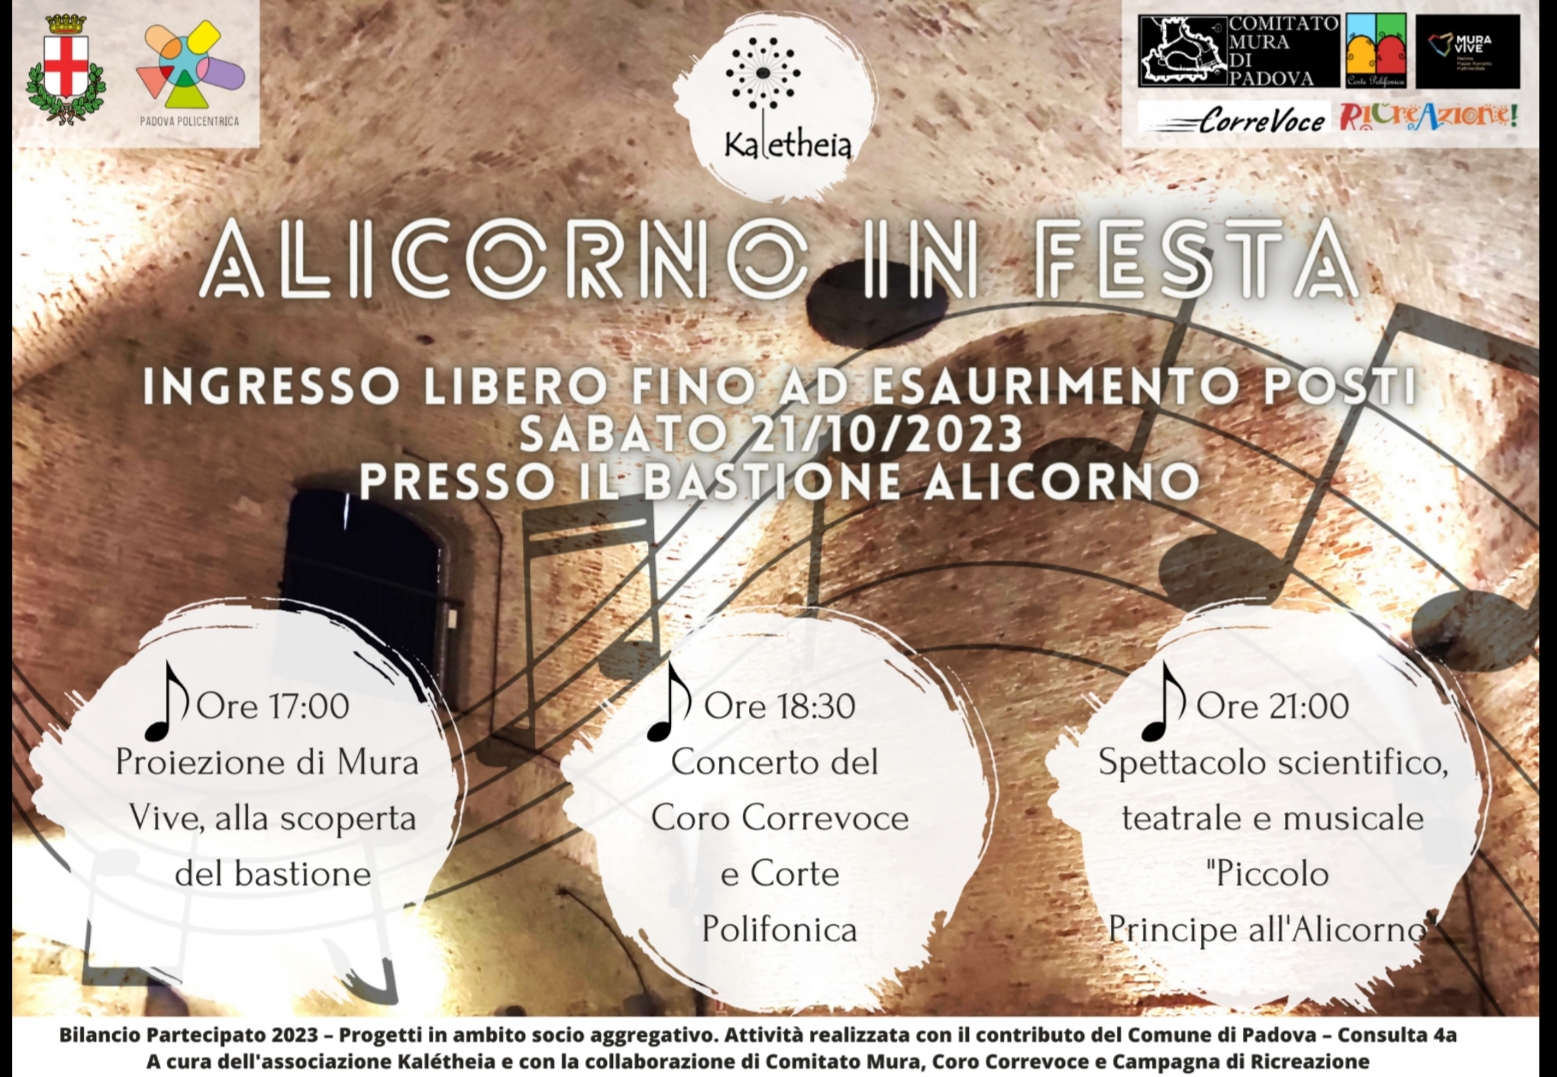 PADOVA POLICENTRICA
Kaletheia
COMITATO
MURA
DI
PADOVA
Corte Polifonica
MURA
VIVE
CorreVoce
RiCreAzione!
ALICORNO IN FESTA
INGRESSO LIBERO FINO AD ESAURIMENTO POSTI
SABATO 21/10/2023
PRESSO IL BASTIONE ALICORNO
Ore 17:00
Proiezione di Mura
Vive, alla scoperta
del bastione
Ore 18:30
Concerto del
Coro Correvoce
e Corte
Polifonica
Ore 21:00
Spettacolo scientifico,
teatrale e musicale
"Piccolo
Principe all'Alicorno"
Bilancio Partecipato 2023 – Progetti in ambito socio aggregativo. Attività realizzata con il contributo del Comune di Padova – Consulta 4a
A cura dell'associazione Kalétheia e con la collaborazione di Comitato Mura, Coro Correvoce e Campagna di Ricreazione